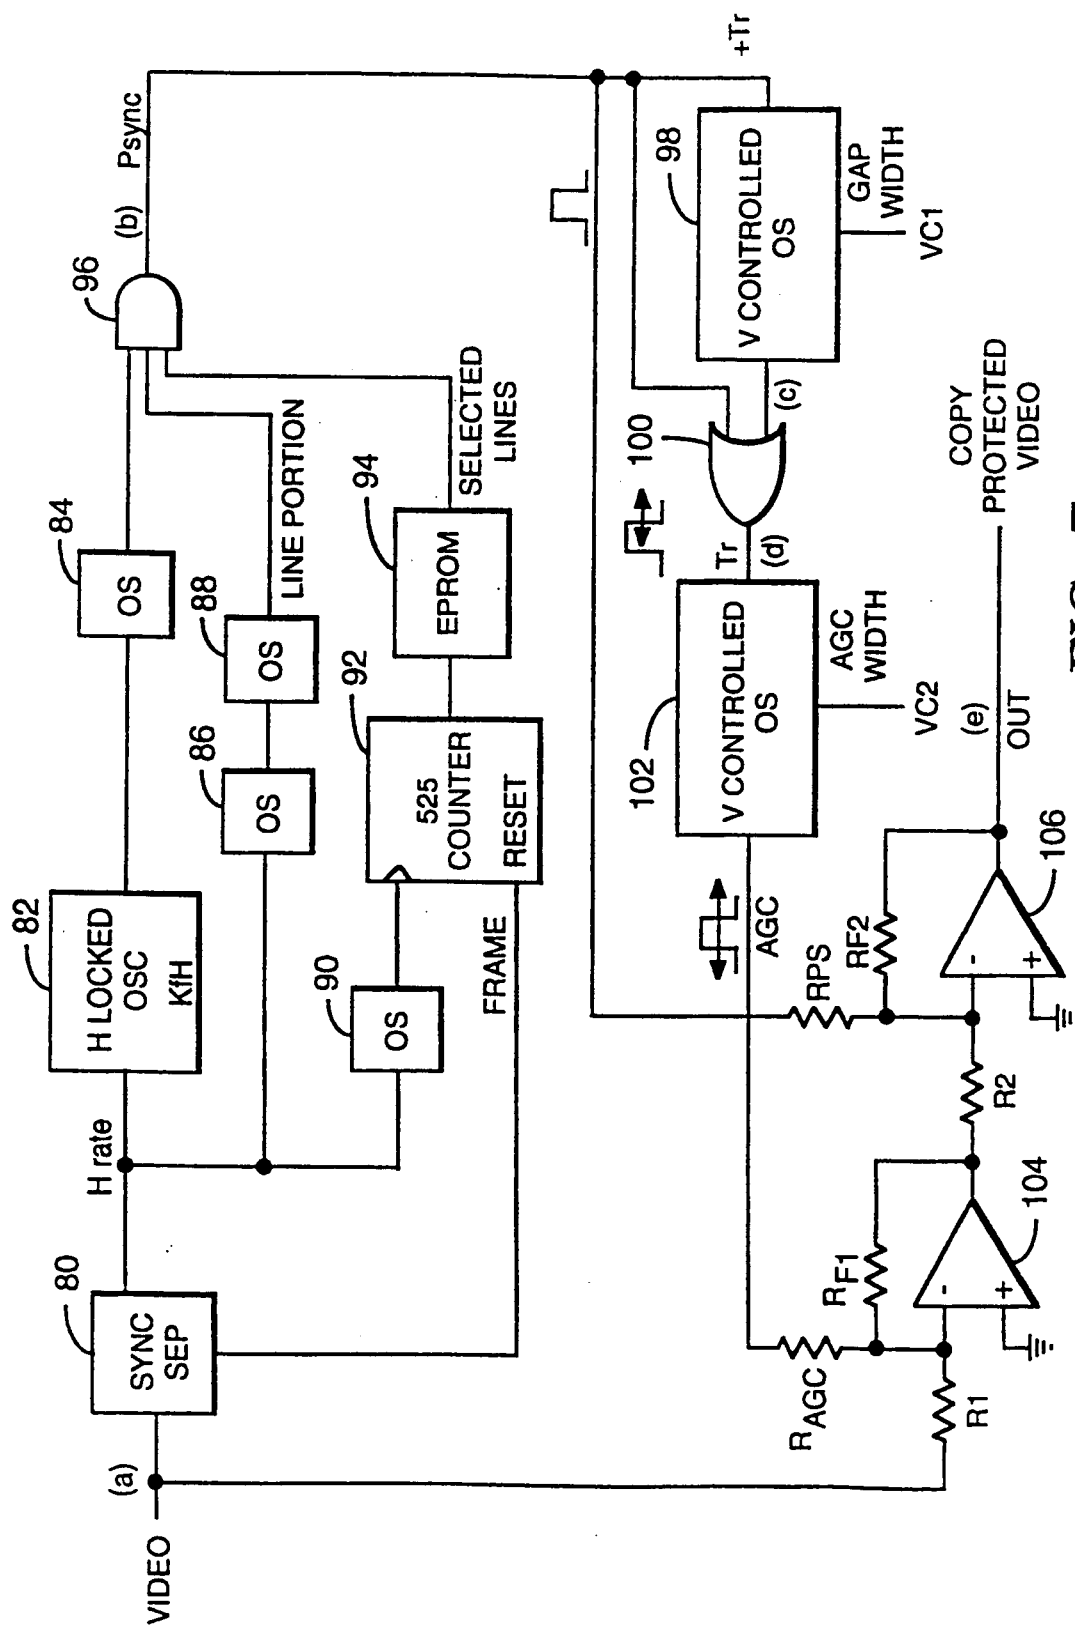 VIDEO
(a)
80
SYNC
SEP
H rate
82
H LOCKED
OSC
KfH
84
OS
96
(b)
Psync
86
OS
88
OS
LINE PORTION
90
OS
92
525
COUNTER
RESET
FRAME
94
EPROM
SELECTED
LINES
+Tr
98
V CONTROLLED
OS
GAP
WIDTH
VC1
(c)
100
Tr
(d)
102
V CONTROLLED
OS
AGC
WIDTH
VC2
AGC
RAGC
RF1
R1
-
+
104
R2
RPS
RF2
-
+
106
(e)
OUT
COPY
PROTECTED
VIDEO